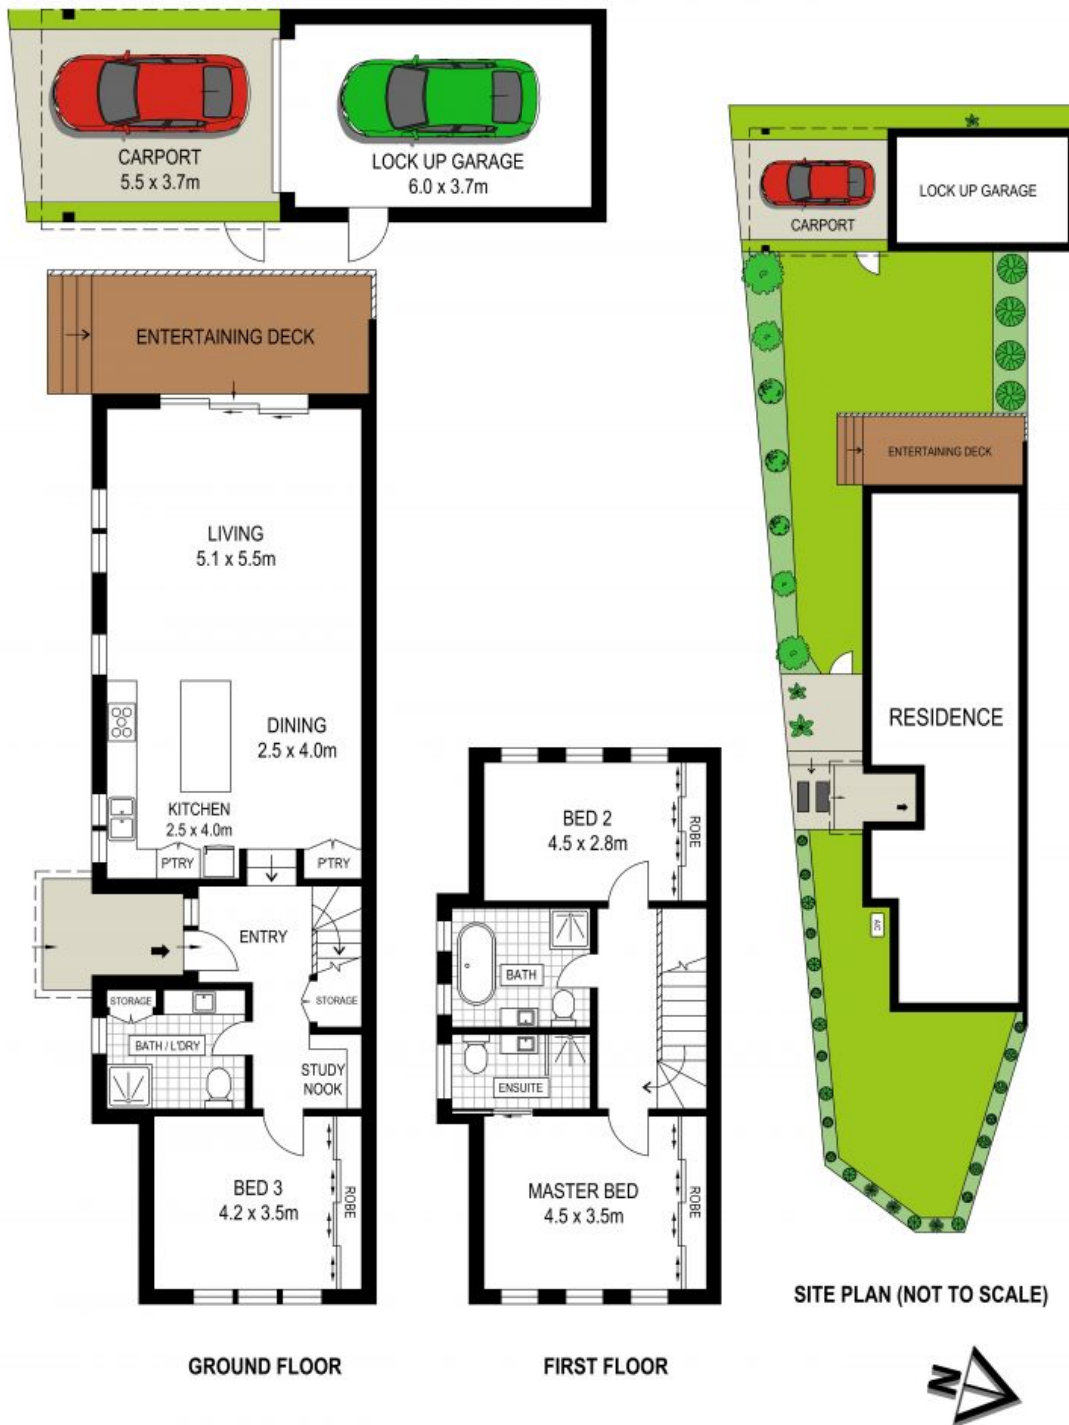 CARPORT
5.5 x 3.7m
LOCK UP GARAGE
6.0 x 3.7m
ENTERTAINING DECK
LIVING
5.1 x 5.5m
DINING
2.5 x 4.0m
KITCHEN
2.5 x 4.0m
P'TRY
P'TRY
ENTRY
STORAGE
STORAGE
BATH / L'DRY
STUDY
NOOK
BED 3
4.2 x 3.5m
ROBE
GROUND FLOOR
BED 2
4.5 x 2.8m
ROBE
BATH
ENSUITE
MASTER BED
4.5 x 3.5m
ROBE
FIRST FLOOR
CARPORT
LOCK UP GARAGE
ENTERTAINING DECK
RESIDENCE
A/C
SITE PLAN (NOT TO SCALE)
N